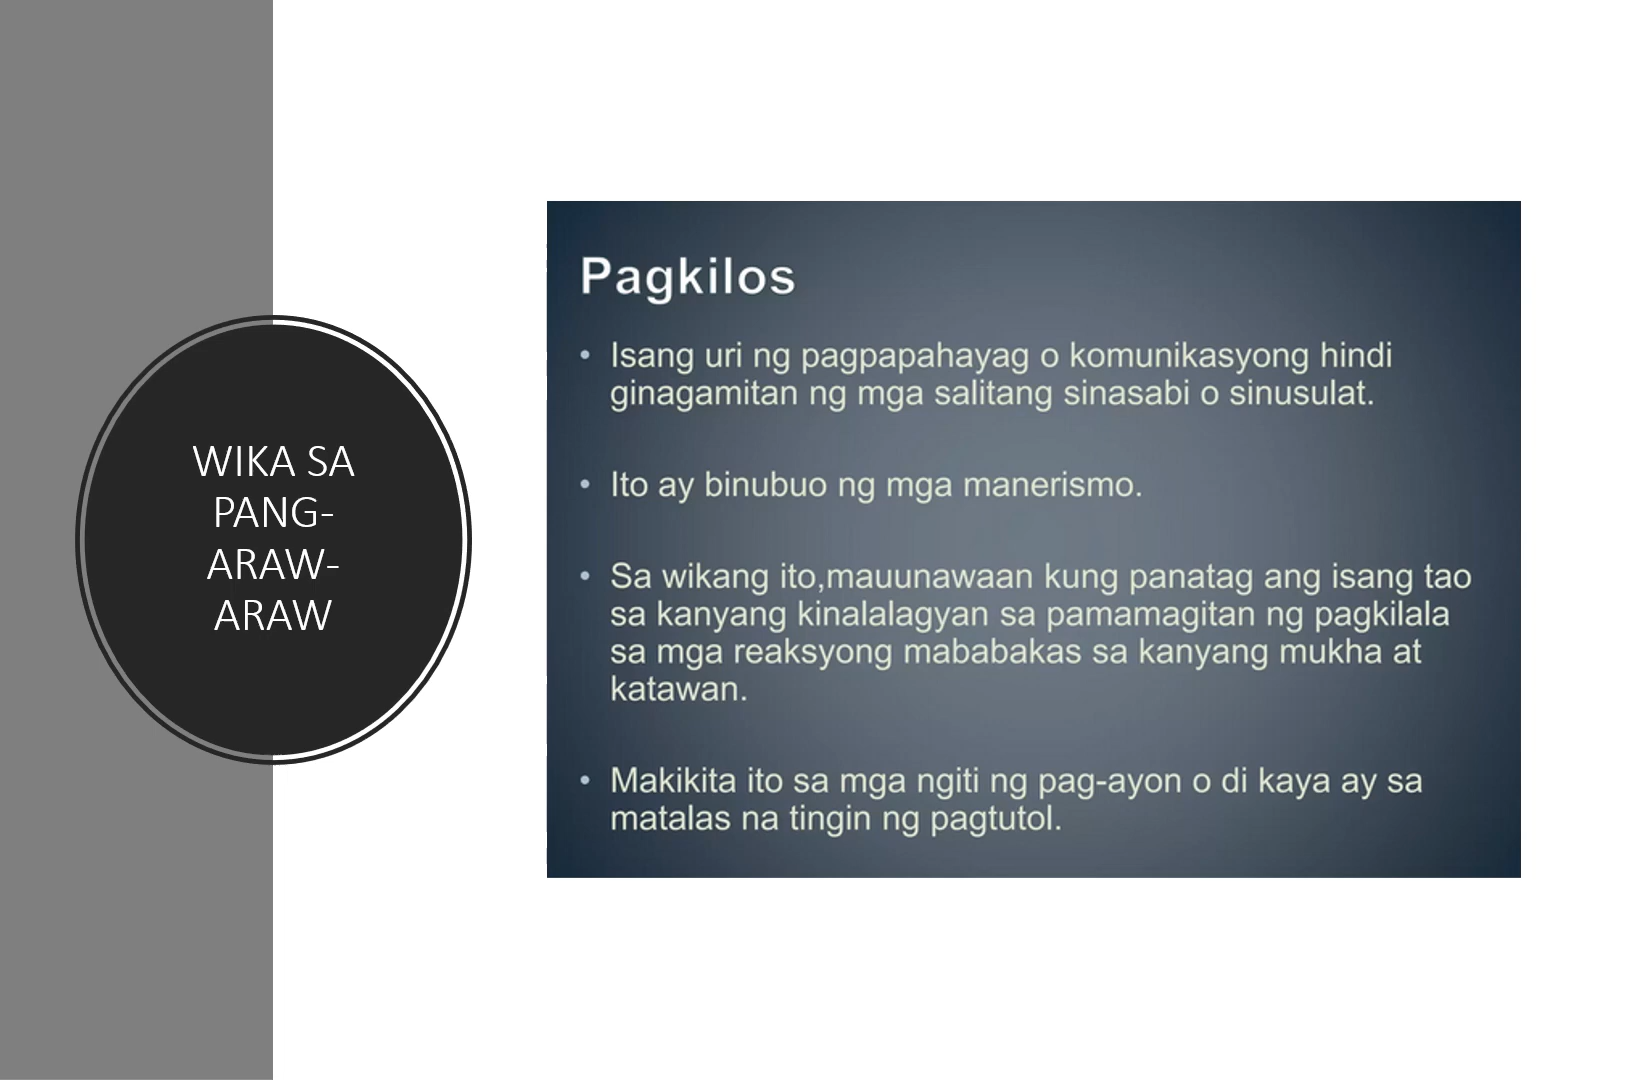 WIKA SA
PANG-
ARAW-
ARAW
Pagkilos
• Isang uri ng pagpapahayag o komunikasyong hindi
ginagamitan ng mga salitang sinasabi o sinusulat.
• Ito ay binubuo ng mga manerismo.
• Sa wikang ito,mauunawaan kung panatag ang isang tao
sa kanyang kinalalagyan sa pamamagitan ng pagkilala
sa mga reaksyong mababakas sa kanyang mukha at
katawan.
• Makikita ito sa mga ngiti ng pag-ayon o di kaya ay sa
matalas na tingin ng pagtutol.